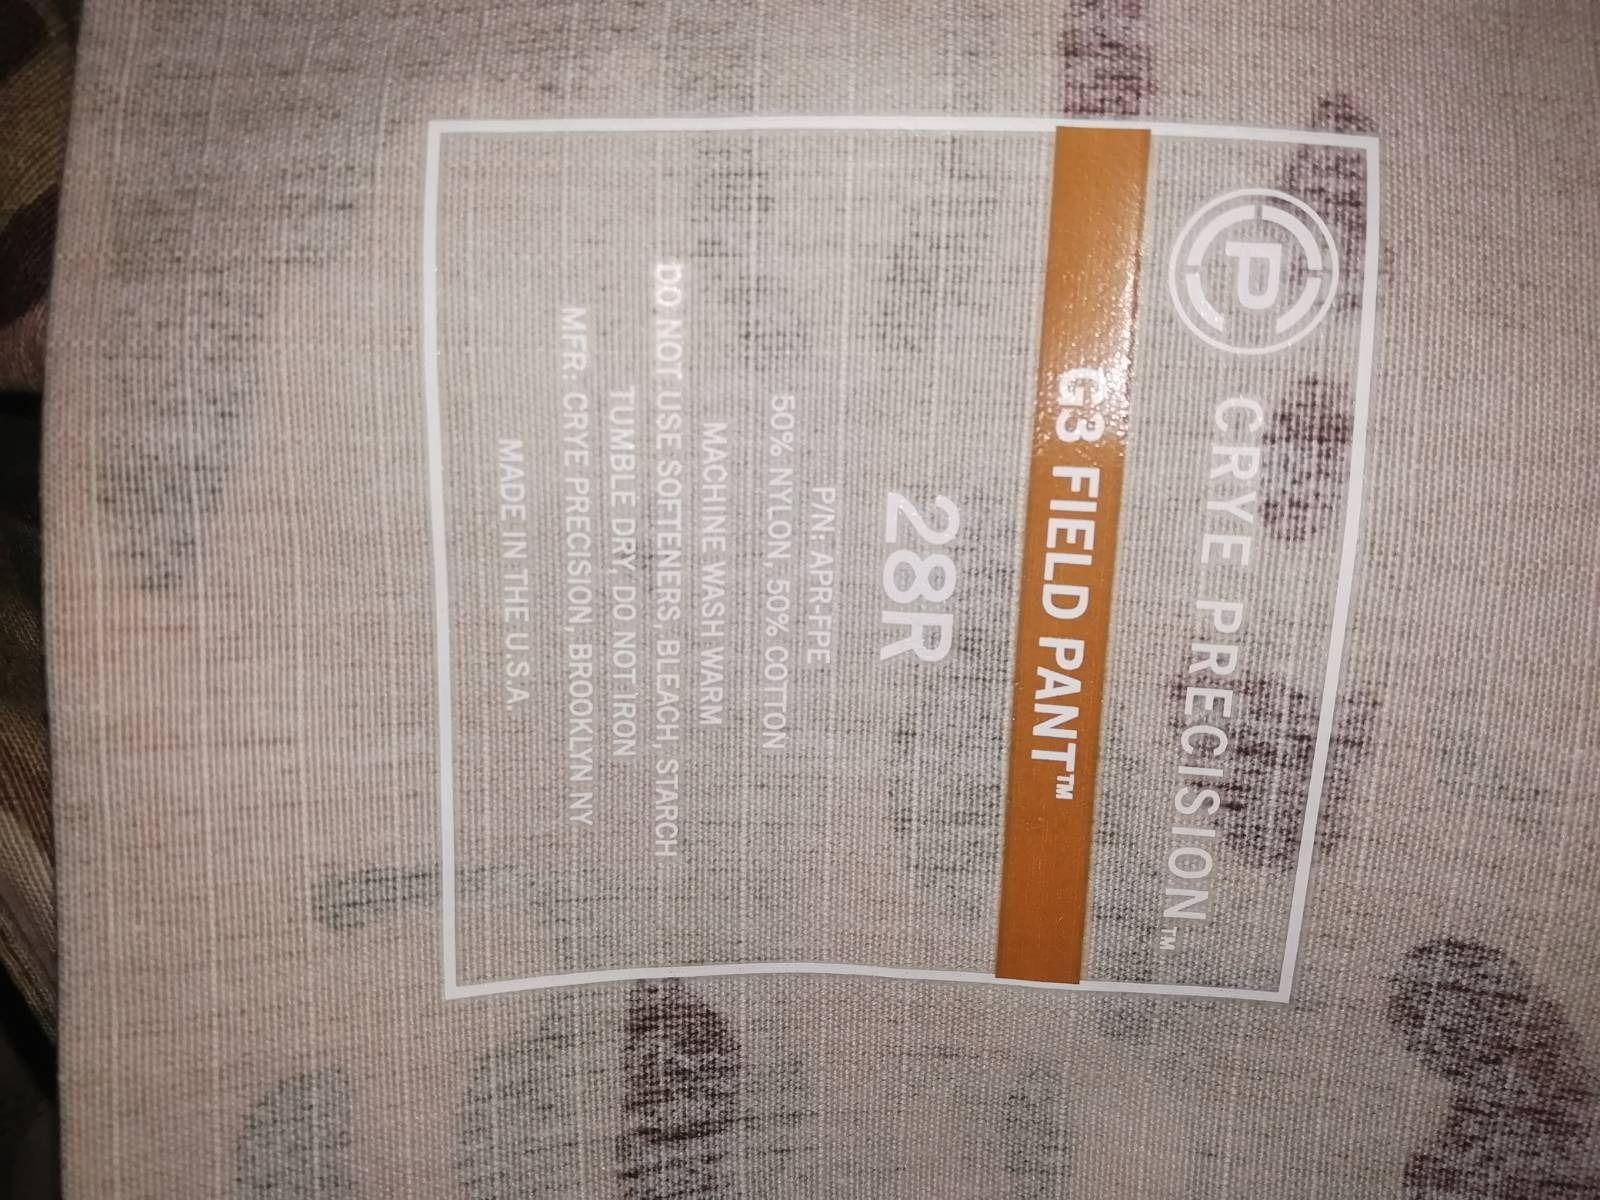 CP
CRYE PRECISION™
G3 FIELD PANT™
28R
P/N: APR-FPE
50% NYLON, 50% COTTON
MACHINE WASH WARM
DO NOT USE SOFTENERS, BLEACH, STARCH
TUMBLE DRY, DO NOT IRON
MFR: CRYE PRECISION, BROOKLYN NY
MADE IN THE U.S.A.